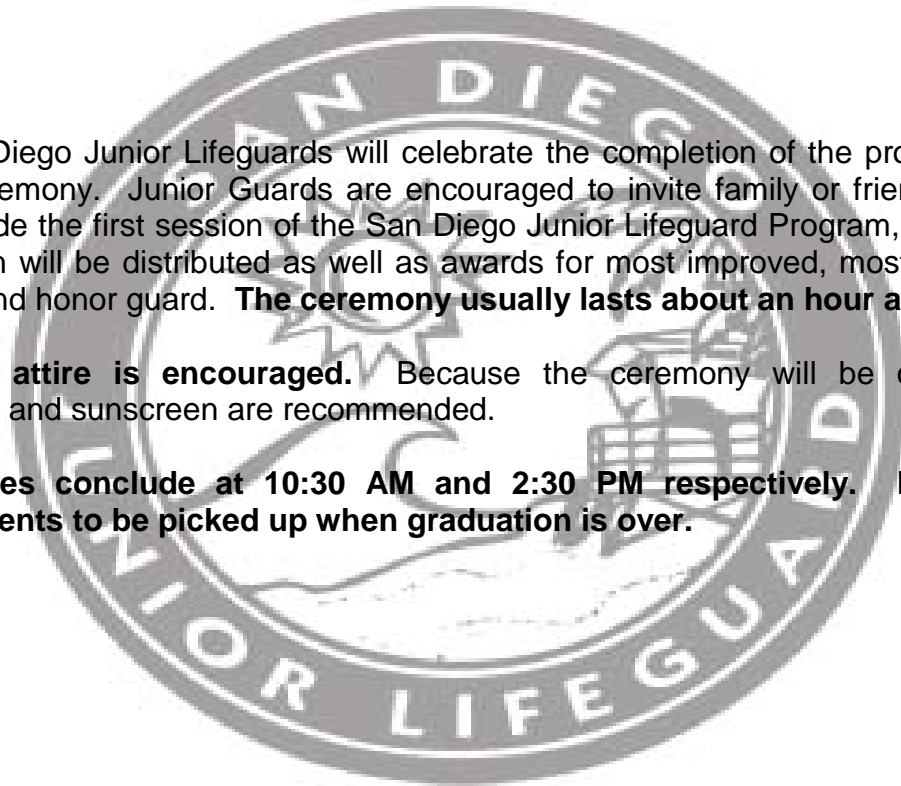 SAN DIEGO
Diego Junior Lifeguards will celebrate the completion of the pro
emony. Junior Guards are encouraged to invite family or frien
de the first session of the San Diego Junior Lifeguard Program,
n will be distributed as well as awards for most improved, most
nd honor guard. The ceremony usually lasts about an hour a
attire is encouraged. Because the ceremony will be o
and sunscreen are recommended.
es conclude at 10:30 AM and 2:30 PM respectively.
ents to be picked up when graduation is over.
JUNIOR LIFEGUARD